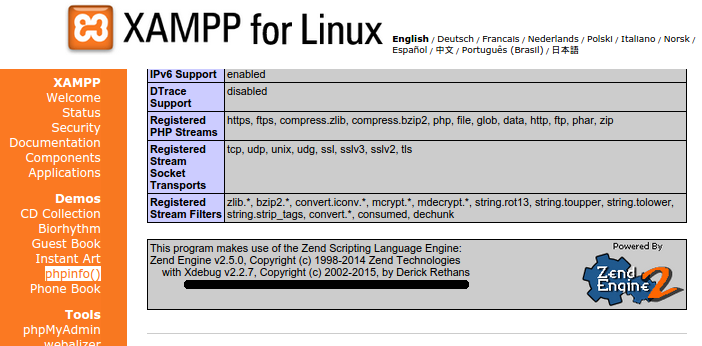 XAMPP for Linux
English / Deutsch / Francais / Nederlands / Polski / Italiano / Norsk /
Español / 中文 / Português (Brasil) / 日本語
XAMPP
Welcome
Status
Security
Documentation
Components
Applications
Demos
CD Collection
Biorhythm
Guest Book
Instant Art
phpinfo()
Phone Book
Tools
phpMyAdmin
webalizer
IPv6 Support enabled
DTrace disabled
Support
Registered https, ftps, compress.zlib, compress.bzip2, php, file, glob, data, http, ftp, phar, zip
PHP Streams
Registered tcp, udp, unix, udg, ssl, sslv3, sslv2, tls
Stream
Socket
Transports
Registered zlib.*, bzip2.*, convert.iconv.*, mcrypt.*, mdecrypt.*, string.rot13, string.toupper, string.tolower,
Stream Filters string.strip_tags, convert.*, consumed, dechunk
This program makes use of the Zend Scripting Language Engine:
Zend Engine v2.5.0, Copyright (c) 1998-2014 Zend Technologies
with Xdebug v2.2.7, Copyright (c) 2002-2015, by Derick Rethans
Powered By
Zend
Engine 2